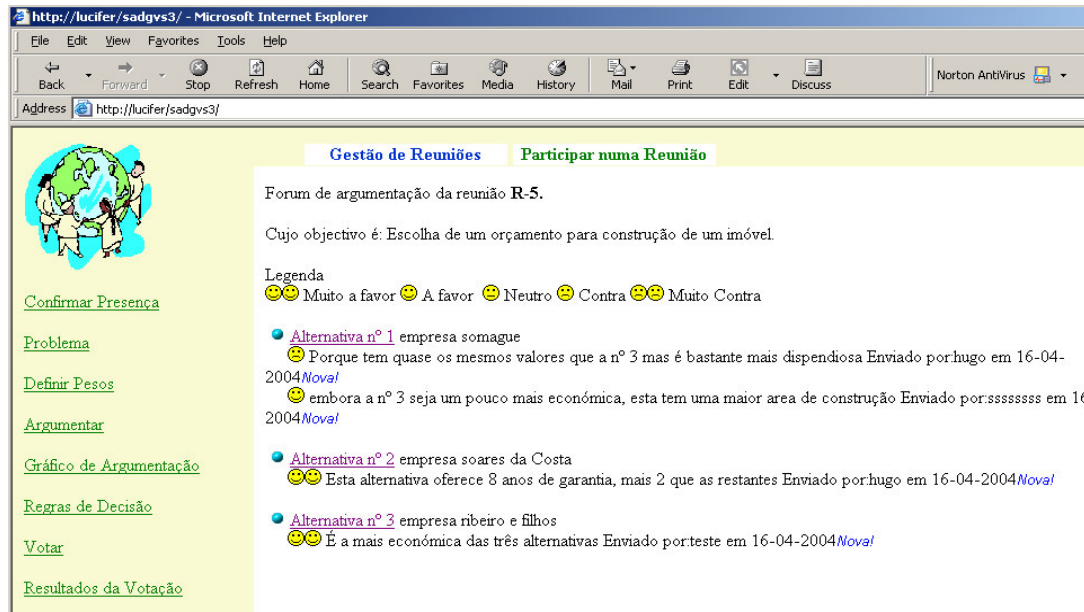 http://lucifer/sadgvs3/ - Microsoft Internet Explorer
File Edit View Favorites Tools Help
Back Forward Stop Refresh Home Search Favorites Media History Mail Print Edit Discuss Norton AntiVirus
Address http://lucifer/sadgvs3/
Gestão de Reuniões Participar numa Reunião
Forum de argumentação da reunião R-5.
Cujo objectivo é: Escolha de um orçamento para construção de um imóvel.
Legenda
Muito a favor A favor Neutro Contra Muito Contra
Alternativa nº 1 empresa somague
Porque tem quase os mesmos valores que a nº 3 mas é bastante mais dispendiosa Enviado por:hugo em 16-04-
2004Nova!
embora a nº 3 seja um pouco mais económica, esta tem uma maior area de construção Enviado por:ssssssss em 16
2004Nova!
Alternativa nº 2 empresa soares da Costa
Esta alternativa oferece 8 anos de garantia, mais 2 que as restantes Enviado por:hugo em 16-04-2004Nova!
Alternativa nº 3 empresa ribeiro e filhos
É a mais económica das três alternativas Enviado por:teste em 16-04-2004Nova!
Confirmar Presença
Problema
Definir Pesos
Argumentar
Gráfico de Argumentação
Regras de Decisão
Votar
Resultados da Votação